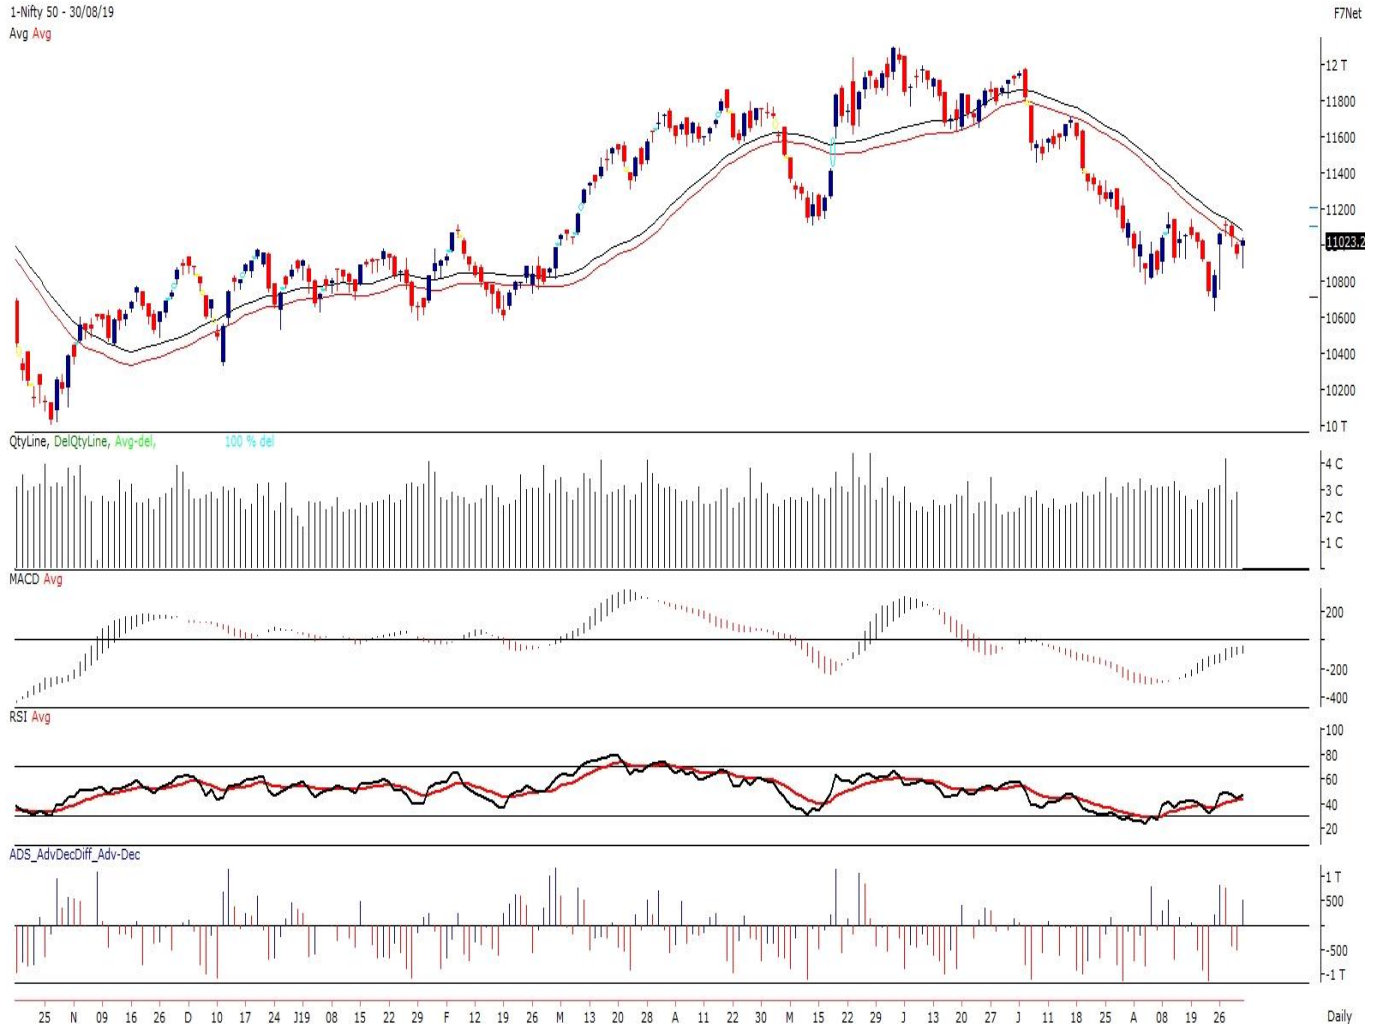 1-Nifty 50 - 30/08/19 F7Net
Avg Avg
12 T
11800
11600
11400
11200
11023.2
10800
10600
10400
10200
10 T
QtyLine, DelQtyLine, Avg-del, 100 % del
4 C
3 C
2 C
1 C
MACD Avg
200
-200
-400
RSI Avg
100
80
60
40
20
ADS_AdvDecDiff_Adv-Dec
1 T
500
-500
-1 T
25 N 09 16 26 D 10 17 24 J19 08 15 22 29 F 12 19 26 M 13 20 28 A 11 22 30 M 15 22 29 J 13 20 27 J 11 18 25 A 08 19 26 Daily